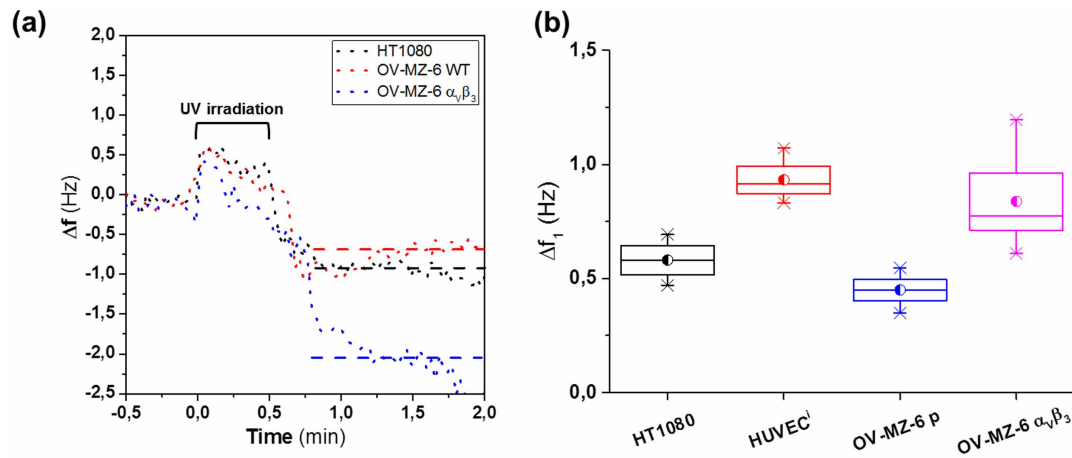 (a)
HT1080
OV-MZ-6 WT
OV-MZ-6 αᵥβ₃
UV irradiation
Δf (Hz)
2,0
1,5
1,0
0,5
0,0
-0,5
-1,0
-1,5
-2,0
-2,5
-0,5 0,0 0,5 1,0 1,5 2,0
Time (min)
(b)
Δf₁ (Hz)
1,5
1,0
0,5
0,0
HT1080 HUVECⁱ OV-MZ-6 p OV-MZ-6 αᵥβ₃